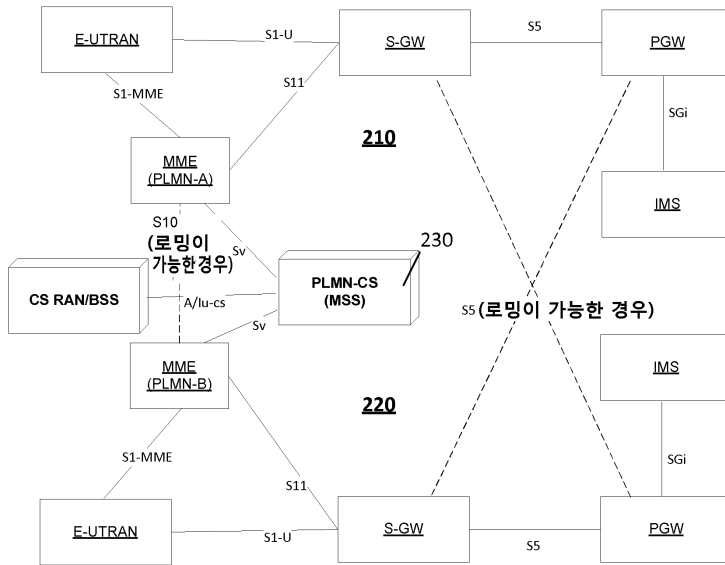 E-UTRAN
S1-U
S-GW
S5
PGW
S1-MME
S11
SGi
210
MME
(PLMN-A)
IMS
S10
(로밍이
가능한경우)
Sv
230
CS RAN/BSS
A/Iu-cs
PLMN-CS
(MSS)
S5 (로밍이 가능한 경우)
Sv
MME
(PLMN-B)
IMS
220
S1-MME
S11
SGi
E-UTRAN
S1-U
S-GW
S5
PGW